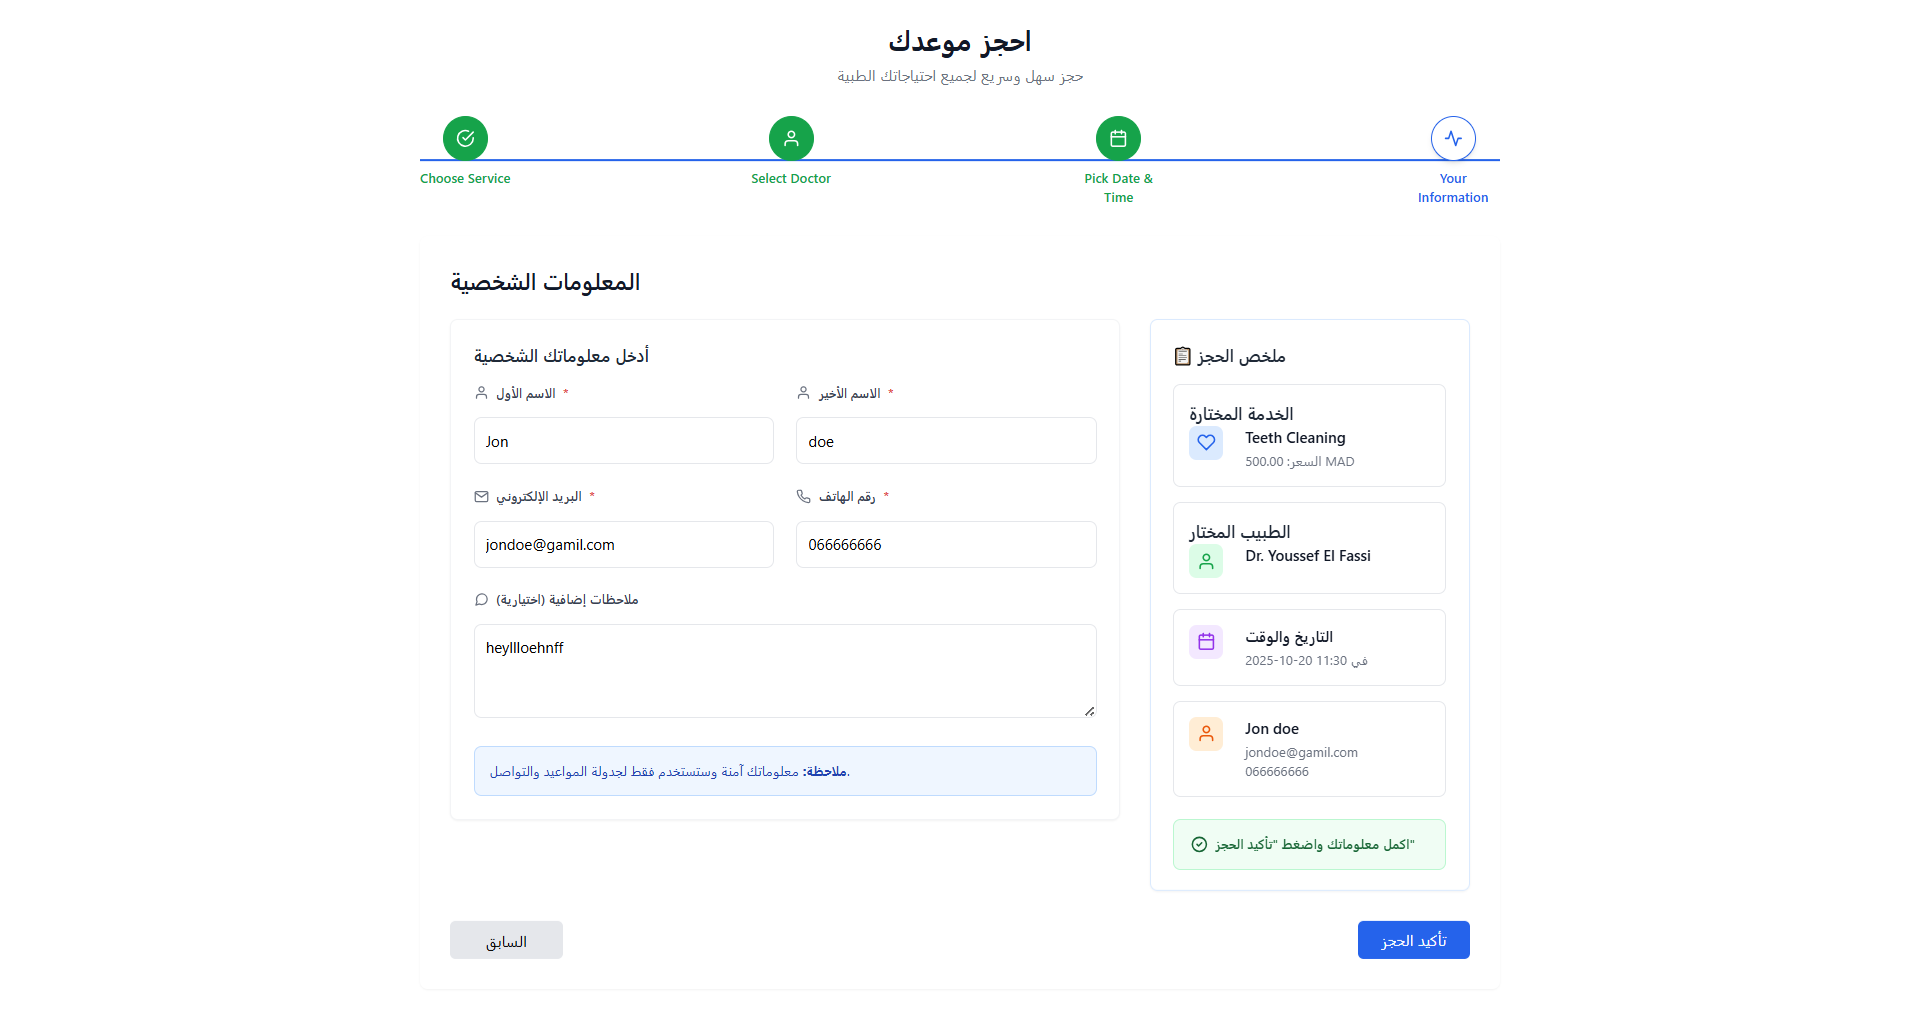 احجز موعدك
حجز سهل وسريع لجميع احتياجاتك الطبية
Choose Service
Select Doctor
Pick Date &
Time
Your
Information
المعلومات الشخصية
أدخل معلوماتك الشخصية
الاسم الأول *
الاسم الأخير *
Jon
doe
البريد الإلكتروني *
رقم الهاتف *
jondoe@gamil.com
066666666
ملاحظات إضافية (اختيارية)
heyllloehnff
ملاحظة: معلوماتك آمنة وستستخدم فقط لجدولة المواعيد والتواصل.
ملخص الحجز
الخدمة المختارة
Teeth Cleaning
السعر: 500.00 MAD
الطبيب المختار
Dr. Youssef El Fassi
التاريخ والوقت
2025-10-20 في 11:30
Jon doe
jondoe@gamil.com
066666666
اكمل معلوماتك واضغط "تأكيد الحجز"
السابق
تأكيد الحجز